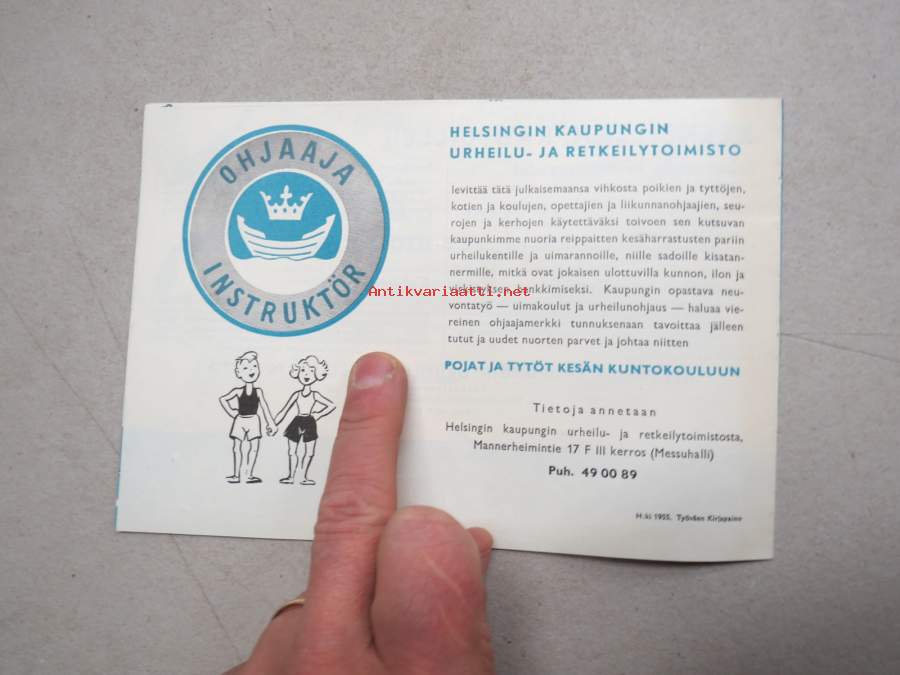 OHJAAJA
INSTRUKTÖR
HELSINGIN KAUPUNGIN
URHEILU- JA RETKEILYTOIMISTO
levittää tätä julkaisemaansa vihkosta poikien ja tyttöjen,
kotien ja koulujen, opettajien ja liikunnanohjaajien, seu-
rojen ja kerhojen käytettäväksi toivoen sen kutsuvan
kaupunkimme nuoria reippaitten kesäharrastusten pariin
urheilukentille ja uimarannoille, niille sadoille kisatan-
nermille, mitkä ovat jokaisen ulottuvilla kunnon, ilon ja
hankkimiseksi. Kaupungin opastava neu-
vontatyö — uimakoulut ja urheilunohjaus — haluaa vie-
reinen ohjaajamerkki tunnuksenaan tavoittaa jälleen
tutut ja uudet nuorten parvet ja johtaa niitten
POJAT JA TYTÖT KESÄN KUNTOKOULUUN
Tietoja annetaan
Helsingin kaupungin urheilu- ja retkeilytoimistosta,
Mannerheimintie 17 F III kerros (Messuhalli)
Puh. 49 00 89
H:ki 1955. Työväen Kirjapaino
Antikvariaatti.net